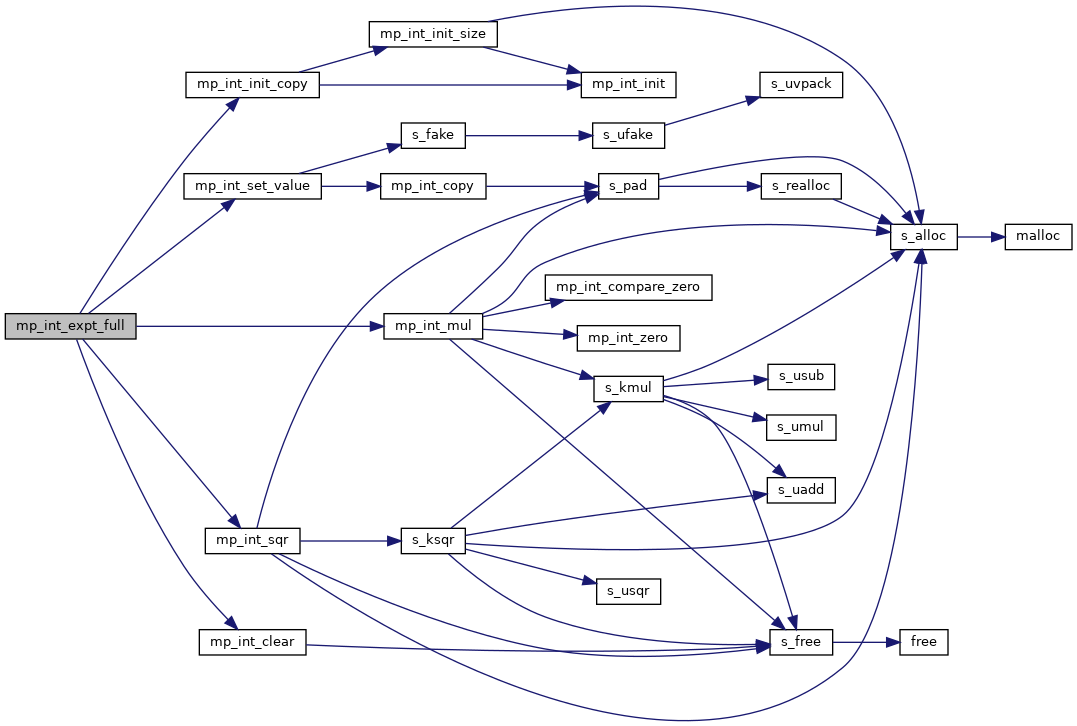 mp_int_init_size
mp_int_init_copy
mp_int_init
s_uvpack
s_fake
s_ufake
mp_int_set_value
mp_int_copy
s_pad
s_realloc
s_alloc
malloc
mp_int_compare_zero
mp_int_expt_full
mp_int_mul
mp_int_zero
s_kmul
s_usub
s_umul
s_uadd
mp_int_sqr
s_ksqr
s_usqr
mp_int_clear
s_free
free